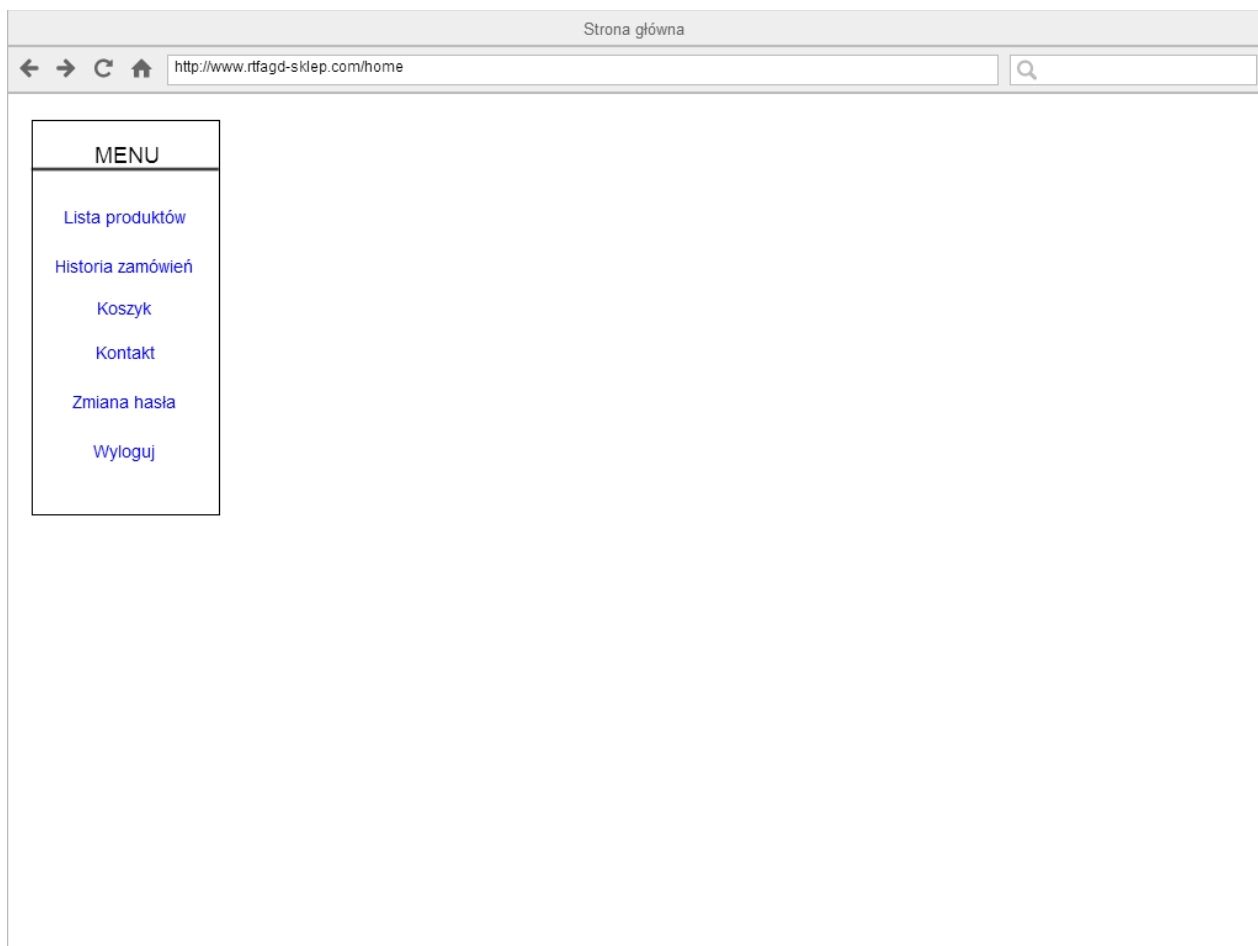 Strona główna
http://www.rtfagd-sklep.com/home
MENU
Lista produktów
Historia zamówień
Koszyk
Kontakt
Zmiana hasła
Wyloguj